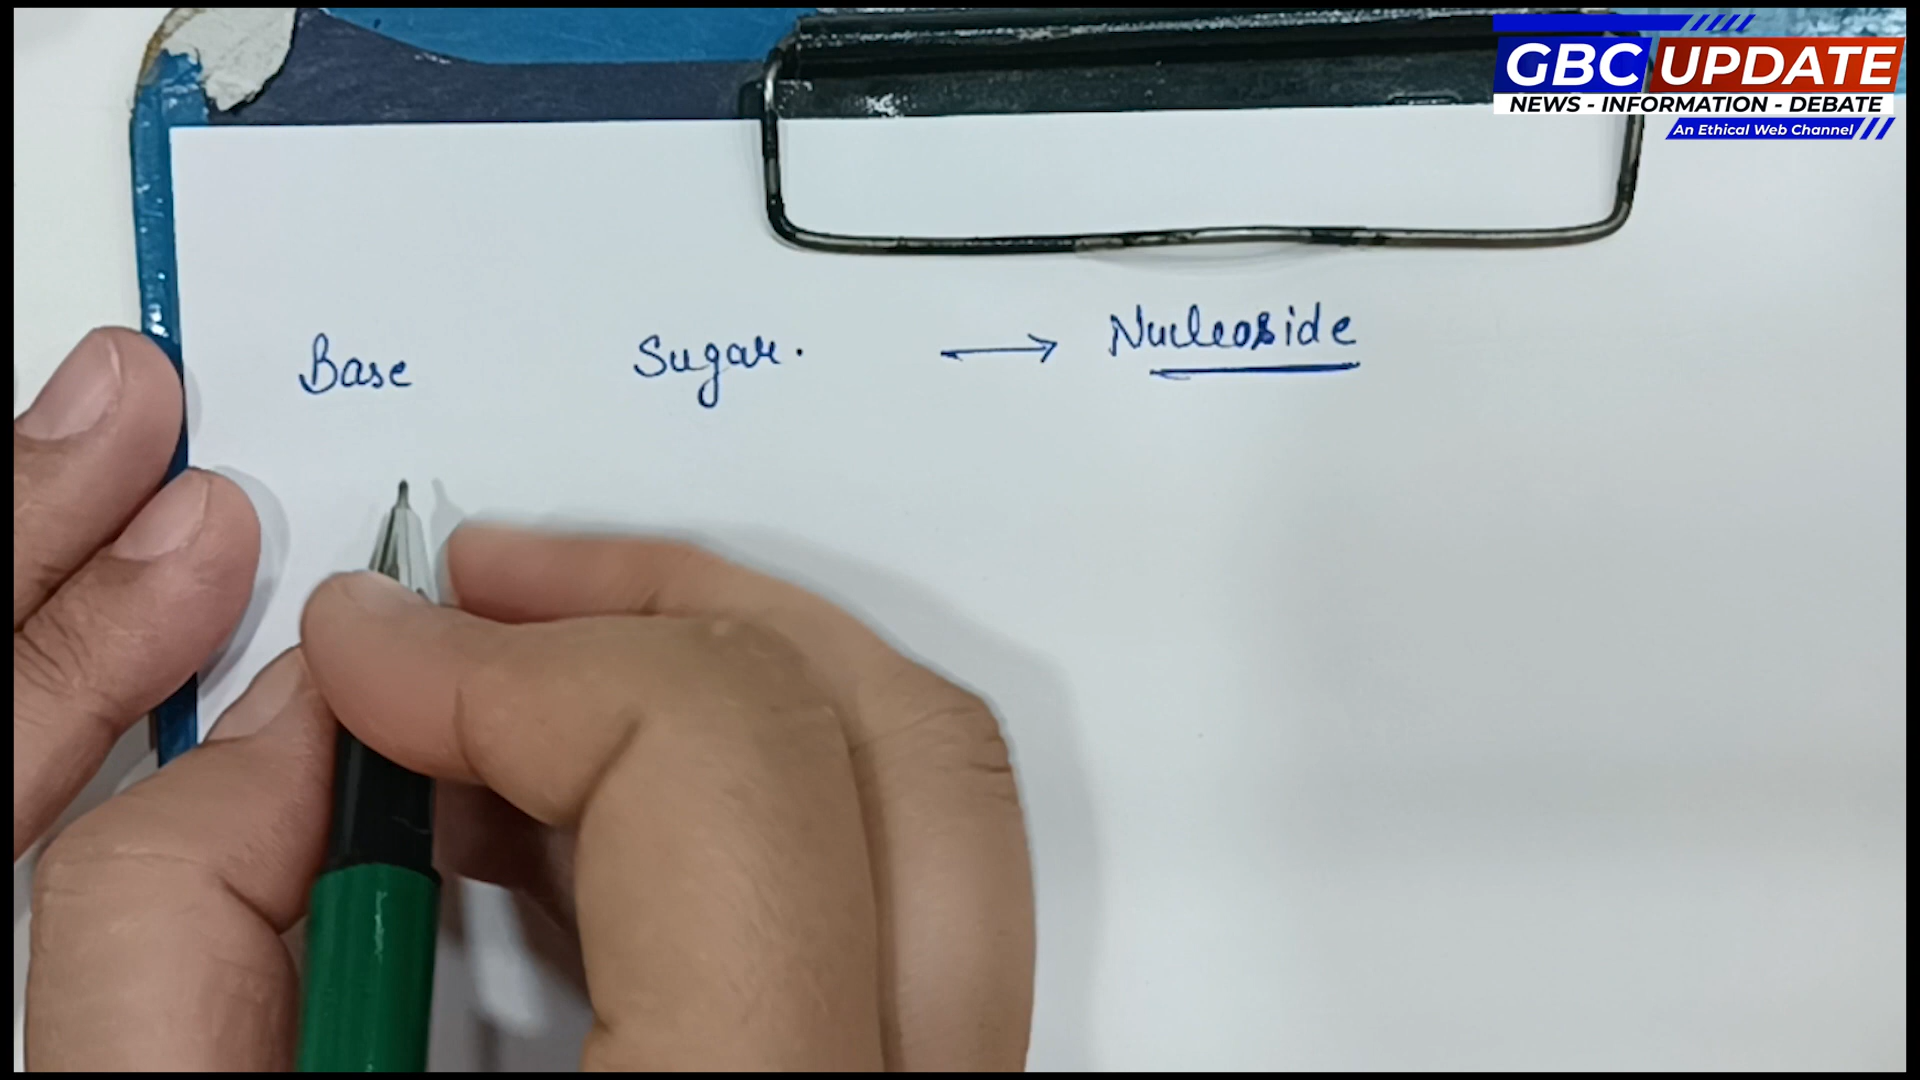 GBC UPDATE
NEWS - INFORMATION - DEBATE
An Ethical Web Channel
Base Sugar. → Nucleoside